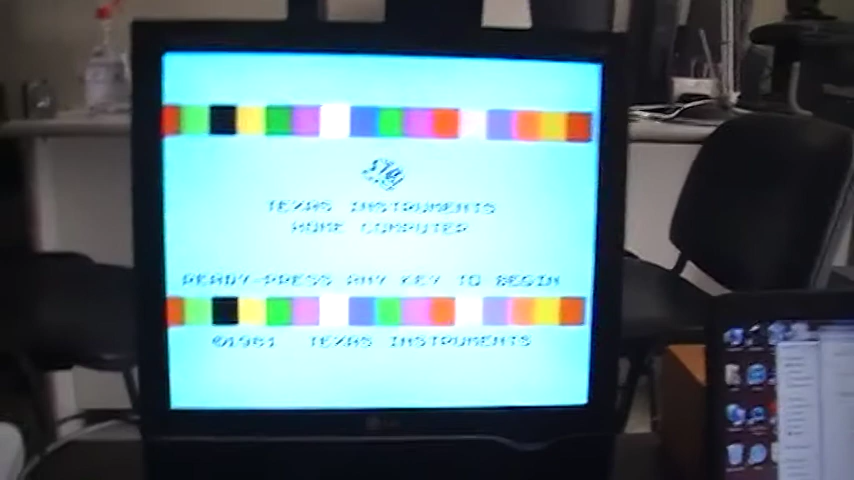 TEXAS INSTRUMENTS
HOME COMPUTER
READY-PRESS ANY KEY TO BEGIN
©1981 TEXAS INSTRUMENTS